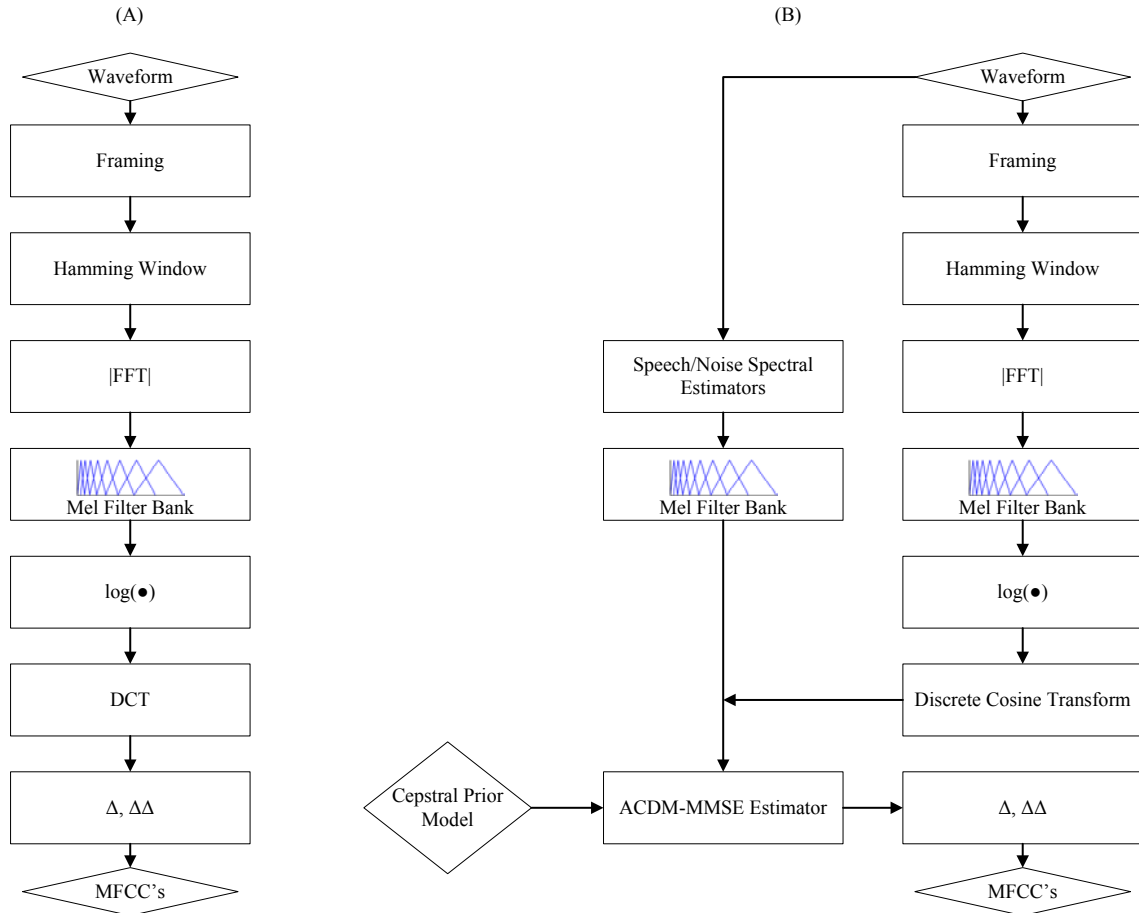 (A)
Waveform
Framing
Hamming Window
|FFT|
Mel Filter Bank
log(●)
DCT
Δ, ΔΔ
MFCC's
(B)
Waveform
Framing
Hamming Window
Speech/Noise Spectral
Estimators
|FFT|
Mel Filter Bank
Mel Filter Bank
log(●)
Discrete Cosine Transform
Cepstral Prior
Model
ACDM-MMSE Estimator
Δ, ΔΔ
MFCC's